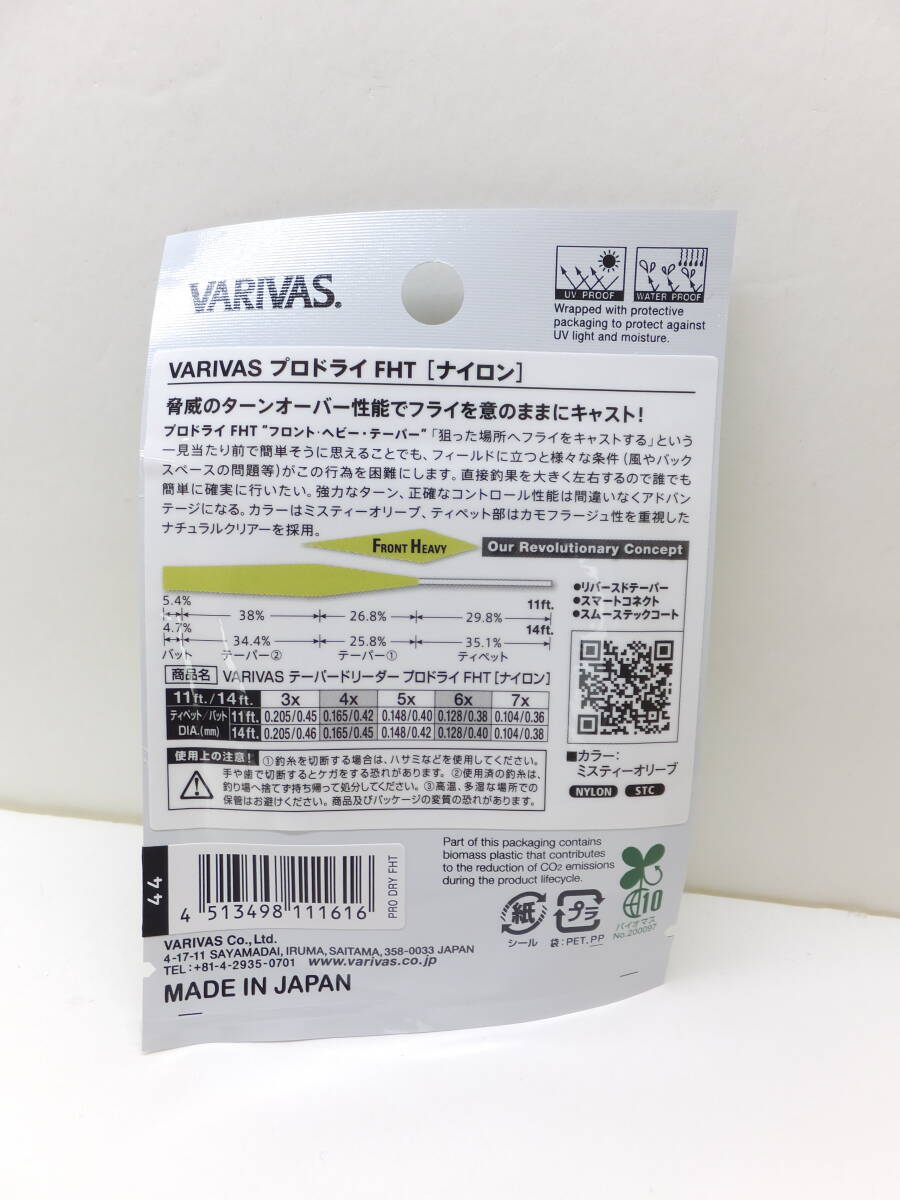 VARIVAS.
UV PROOF
WATER PROOF
Wrapped with protective
packaging to protect against
UV light and moisture.
VARIVAS プロドライ FHT［ナイロン］
脅威のターンオーバー性能でフライを意のままにキャスト！
プロドライ FHT “フロント・ヘビー・テーパー”「狙った場所へフライをキャストする」という
一見当たり前で簡単そうに思えることでも、フィールドに立つと様々な条件（風やバック
スペースの問題等）がこの行為を困難にします。直接釣果を大きく左右するので誰でも
簡単に確実に行いたい。強力なターン、正確なコントロール性能は間違いなくアドバン
テージになる。カラーはミスティーオリーブ、ティペット部はカモフラージュ性を重視した
ナチュラルクリアーを採用。
FRONT HEAVY
Our Revolutionary Concept
●リバースドテーパー
●スマートコネクト
●スムーステックコート
5.4% 38% 26.8% 29.8% 11ft.
4.7% 34.4% 25.8% 35.1% 14ft.
バット テーパー② テーパー① ティペット
商品名 VARIVAS テーパードリーダー プロドライ FHT［ナイロン］
11ft./14ft. 3x 4x 5x 6x 7x
ティペット/バット 11ft. 0.205/0.45 0.165/0.42 0.148/0.40 0.128/0.38 0.104/0.36
DIA.(mm) 14ft. 0.205/0.46 0.165/0.45 0.148/0.42 0.128/0.40 0.104/0.38
■カラー：
ミスティーオリーブ
NYLON STC
使用上の注意！ ①釣糸を切断する場合は、ハサミなどを使用してください。
手や歯で切断するとケガをする恐れがあります。②使用済の釣糸は、
釣り場へ捨てず持ち帰って処分してください。③高温、多湿な場所での
保管はお避けください。商品及びパッケージの変質の恐れがあります。
44
4 513498 111616
PRO DRY FHT
Part of this packaging contains
biomass plastic that contributes
to the reduction of CO2 emissions
during the product lifecycle.
紙
シール
プラ
袋：PET, PP
10
バイオマス
No.200097
VARIVAS Co., Ltd.
4-17-11 SAYAMADAI, IRUMA, SAITAMA, 358-0033 JAPAN
TEL：+81-4-2935-0701 www.varivas.co.jp
MADE IN JAPAN